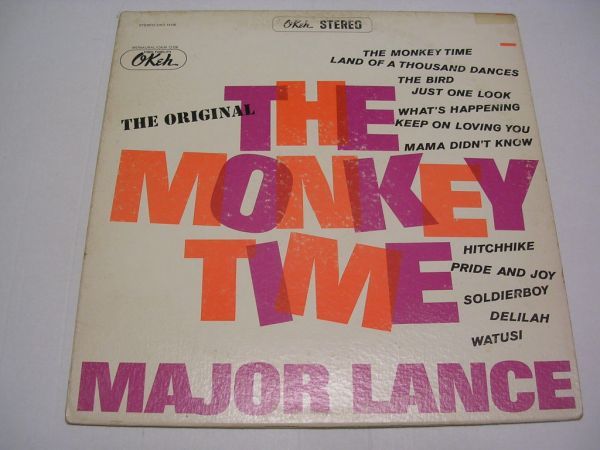 OKeh STEREO
OKeh
THE MONKEY TIME
LAND OF A THOUSAND DANCES
THE BIRD
JUST ONE LOOK
WHAT'S HAPPENING
KEEP ON LOVING YOU
MAMA DIDN'T KNOW
THE ORIGINAL
THE
MONKEY
TIME
HITCHHIKE
PRIDE AND JOY
SOLDIERBOY
DELILAH
WATUSI
MAJOR LANCE